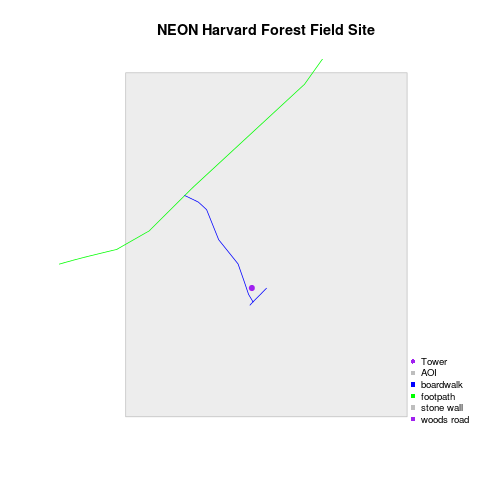 NEON Harvard Forest Field Site
Tower
AOI
boardwalk
footpath
stone wall
woods road